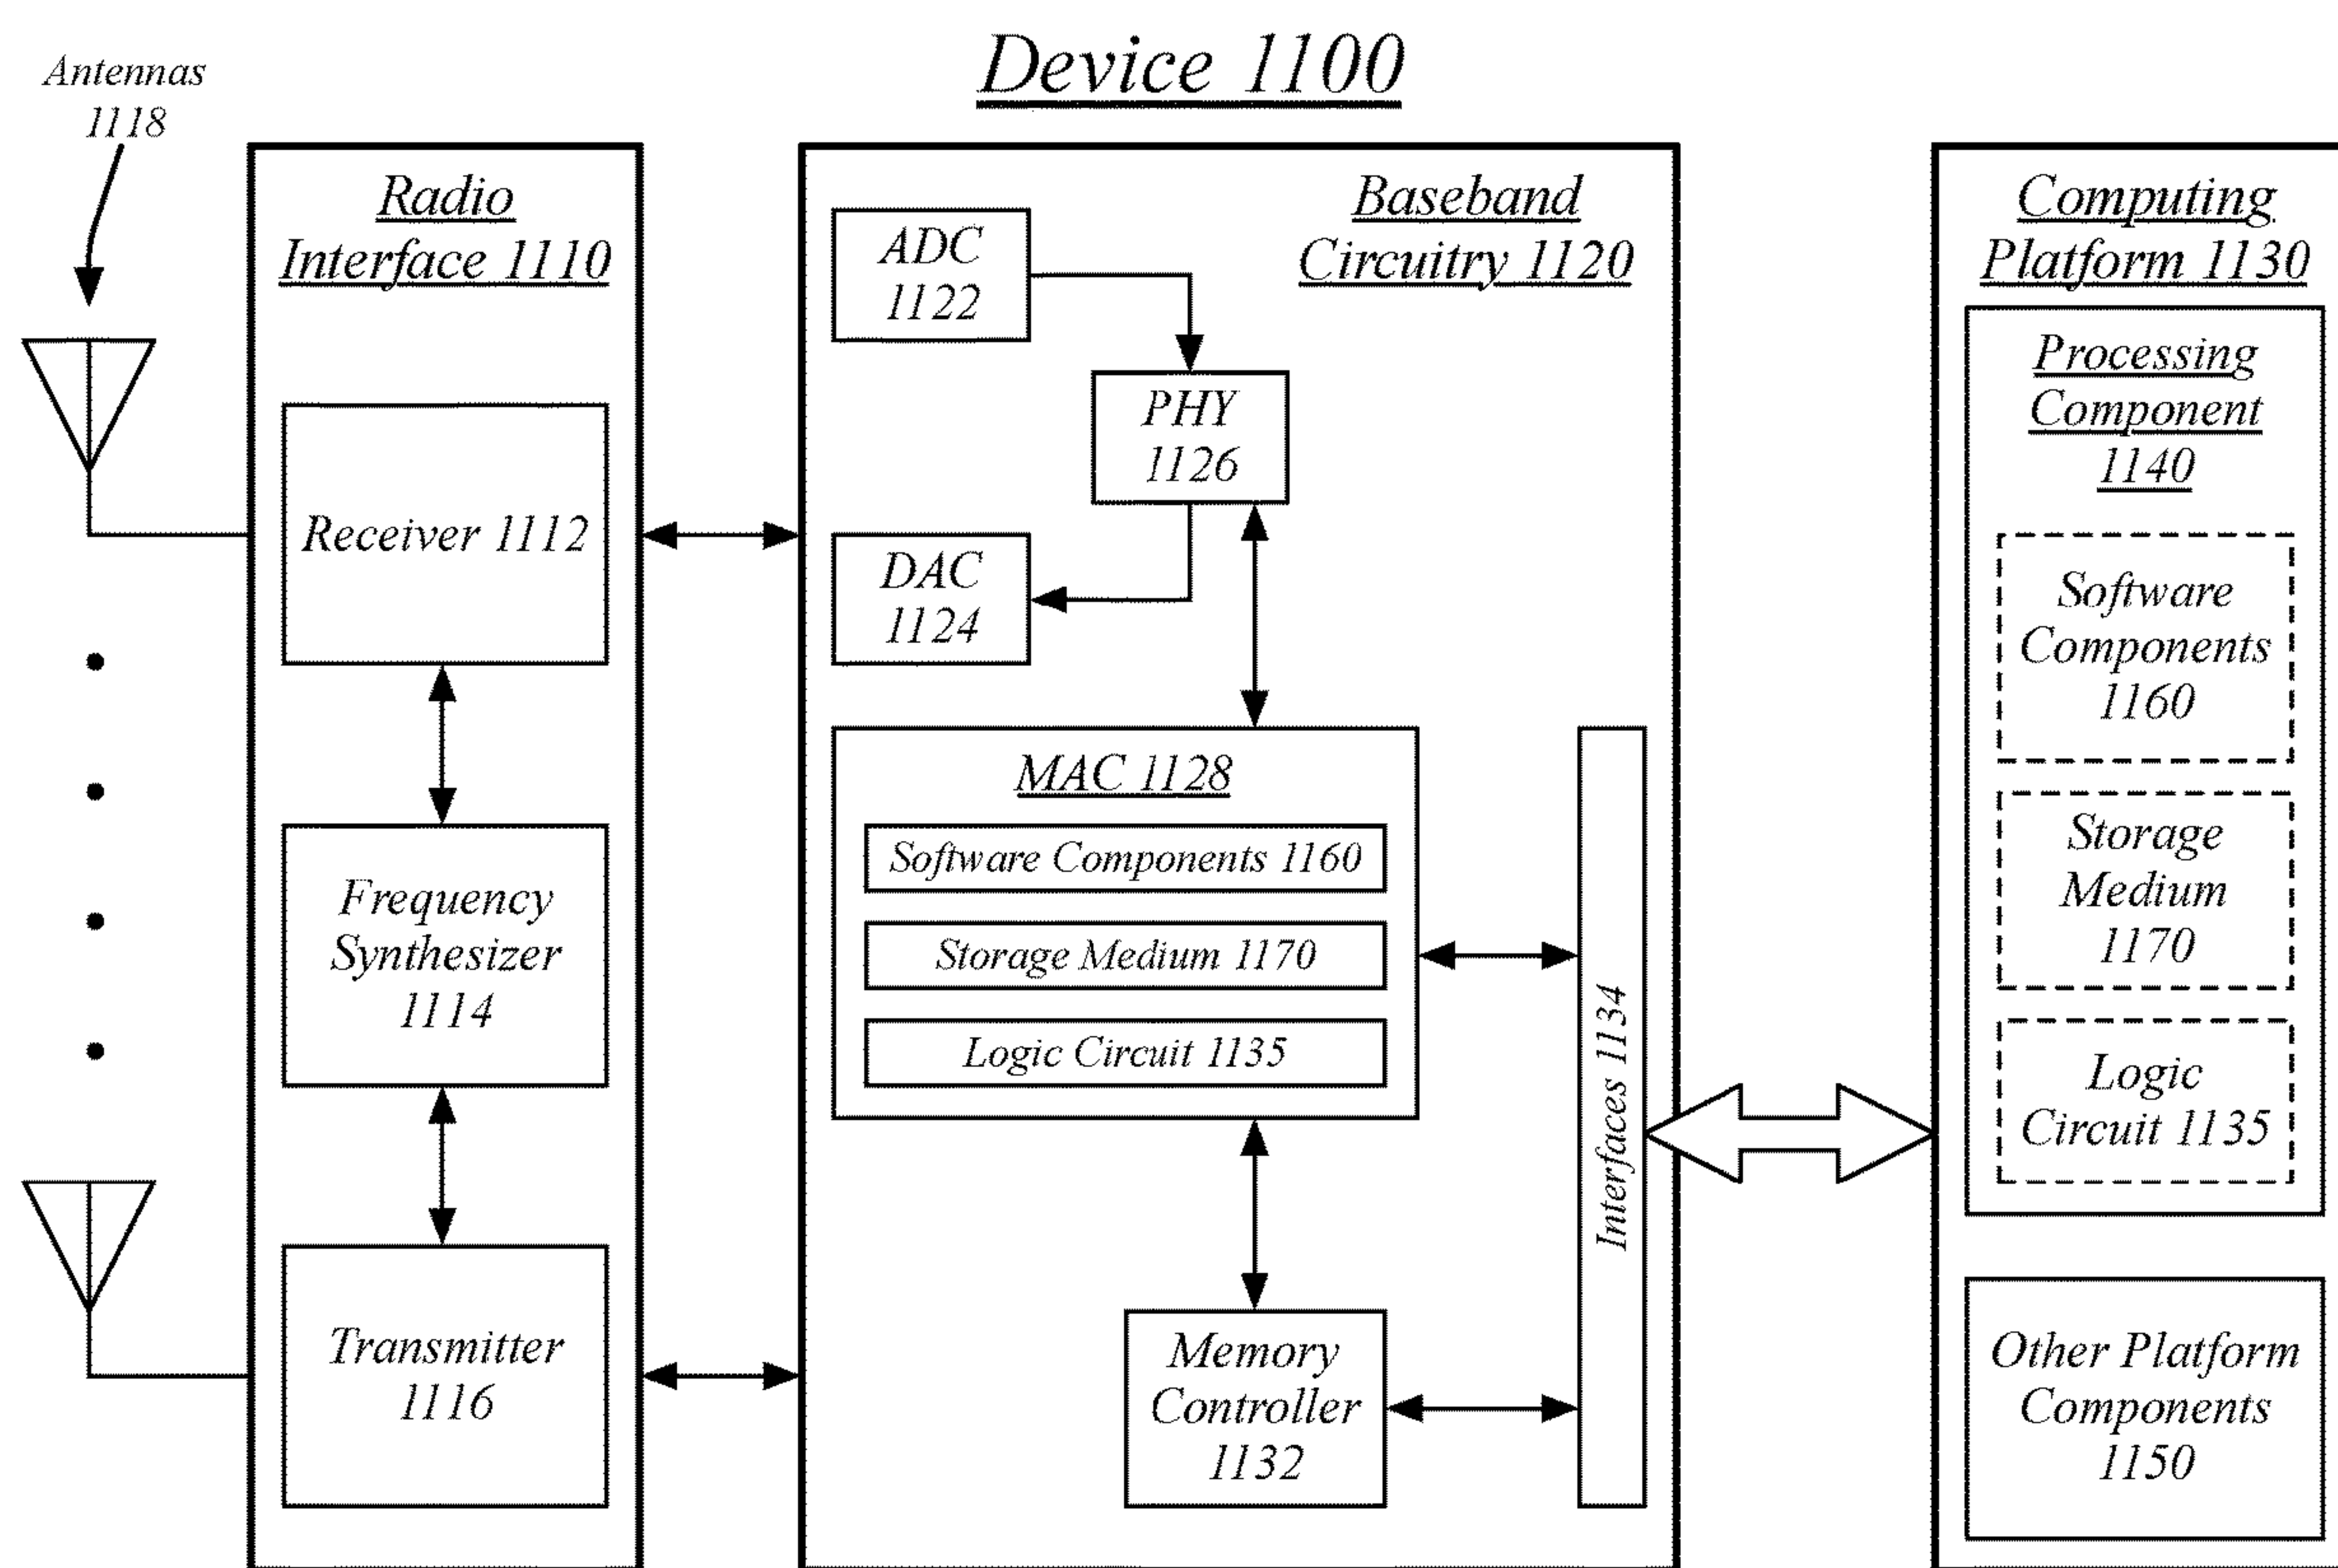 Device 1100
Antennas
1118
Radio
Interface 1110
Receiver 1112
Frequency
Synthesizer
1114
Transmitter
1116
Baseband
Circuitry 1120
ADC
1122
PHY
1126
DAC
1124
MAC 1128
Software Components 1160
Storage Medium 1170
Logic Circuit 1135
Interfaces 1134
Memory
Controller
1132
Computing
Platform 1130
Processing
Component
1140
Software
Components
1160
Storage
Medium
1170
Logic
Circuit 1135
Other Platform
Components
1150